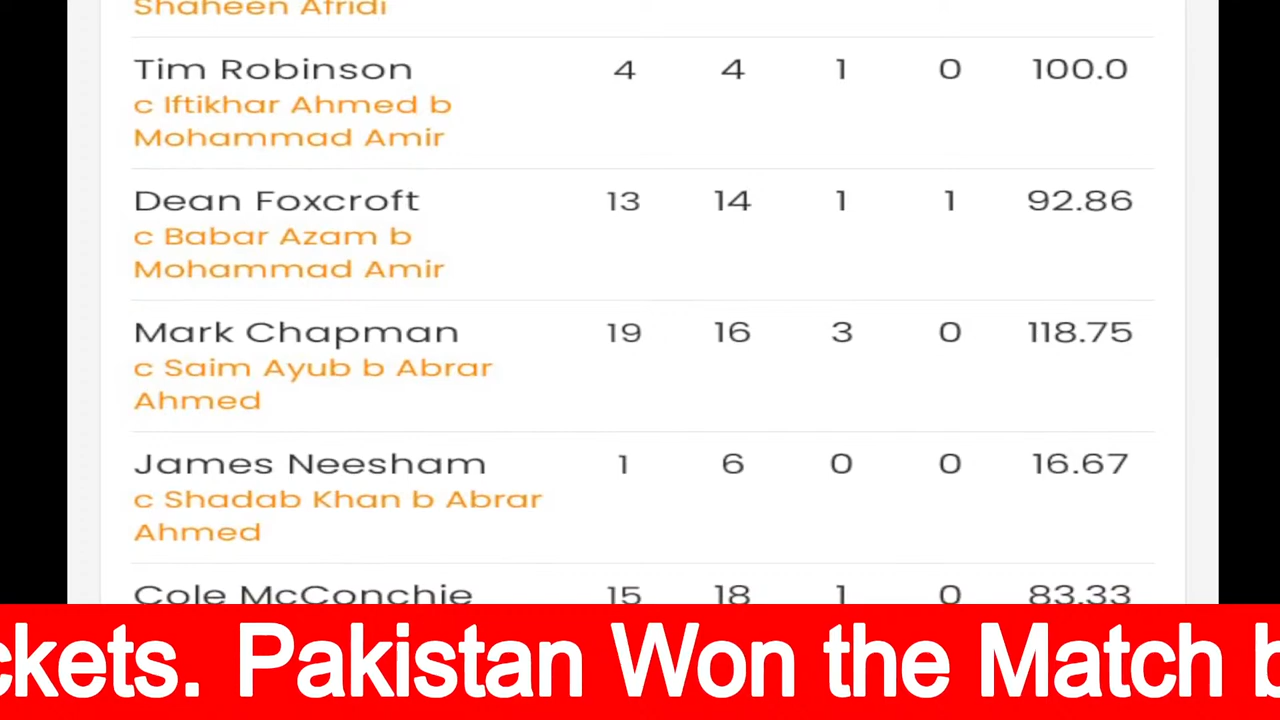 Shaheen Afridi
Tim Robinson 4 4 1 0 100.0
c Iftikhar Ahmed b
Mohammad Amir
Dean Foxcroft 13 14 1 1 92.86
c Babar Azam b
Mohammad Amir
Mark Chapman 19 16 3 0 118.75
c Saim Ayub b Abrar
Ahmed
James Neesham 1 6 0 0 16.67
c Shadab Khan b Abrar
Ahmed
Cole McConchie 15 18 1 0 83.33
ckets. Pakistan Won the Match b